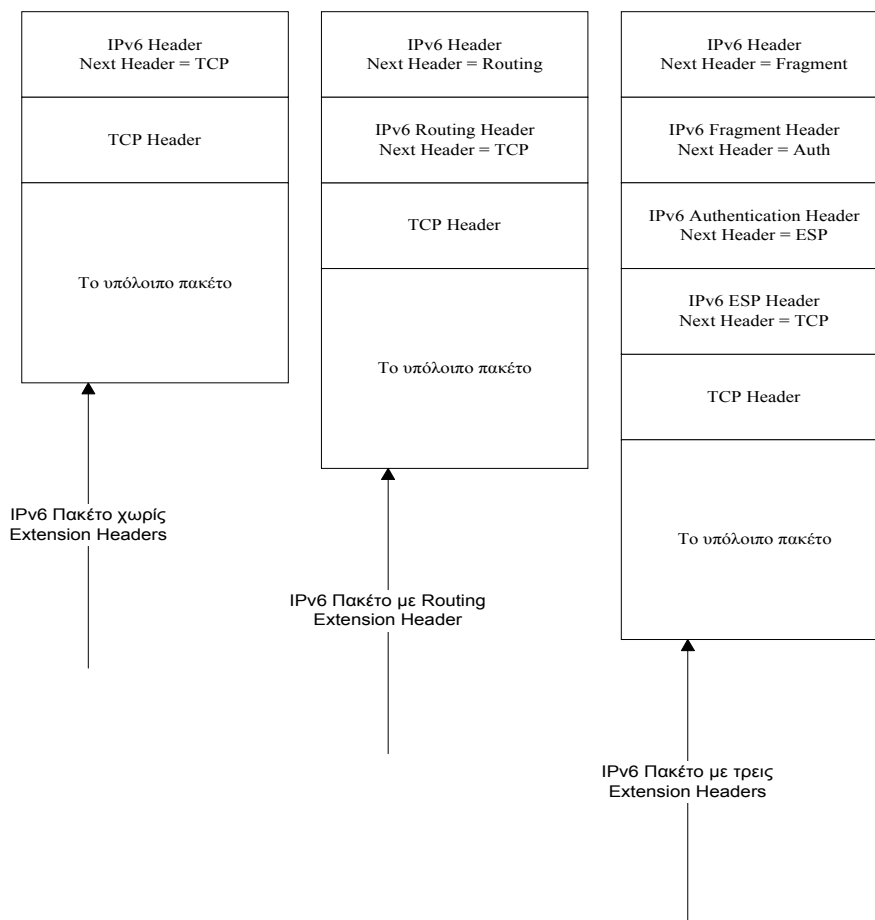 IPv6 Header
Next Header = TCP
TCP Header
Το υπόλοιπο πακέτο
IPv6 Πακέτο χωρίς
Extension Headers
IPv6 Header
Next Header = Routing
IPv6 Routing Header
Next Header = TCP
TCP Header
Το υπόλοιπο πακέτο
IPv6 Πακέτο με Routing
Extension Header
IPv6 Header
Next Header = Fragment
IPv6 Fragment Header
Next Header = Auth
IPv6 Authentication Header
Next Header = ESP
IPv6 ESP Header
Next Header = TCP
TCP Header
Το υπόλοιπο πακέτο
IPv6 Πακέτο με τρεις
Extension Headers